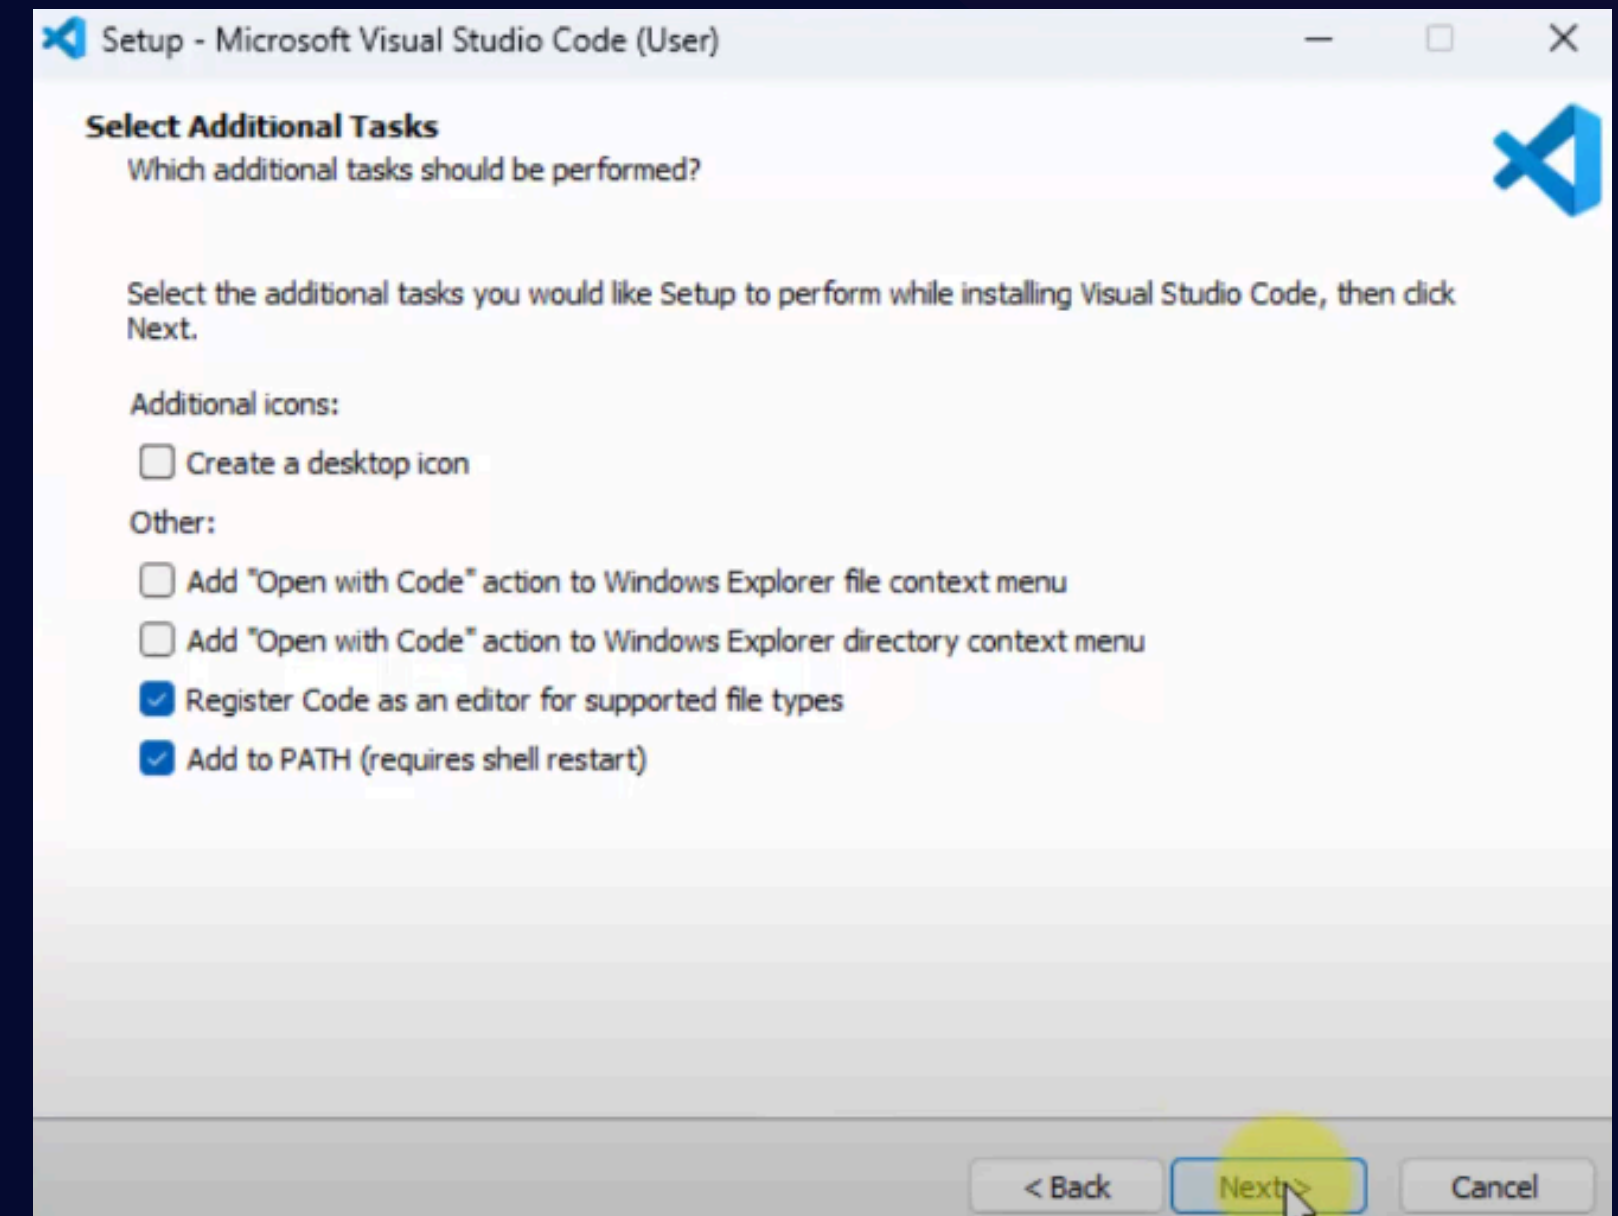 Setup - Microsoft Visual Studio Code (User)
Select Additional Tasks
Which additional tasks should be performed?
Select the additional tasks you would like Setup to perform while installing Visual Studio Code, then click
Next.
Additional icons:
Create a desktop icon
Other:
Add "Open with Code" action to Windows Explorer file context menu
Add "Open with Code" action to Windows Explorer directory context menu
Register Code as an editor for supported file types
Add to PATH (requires shell restart)
< Back Next > Cancel